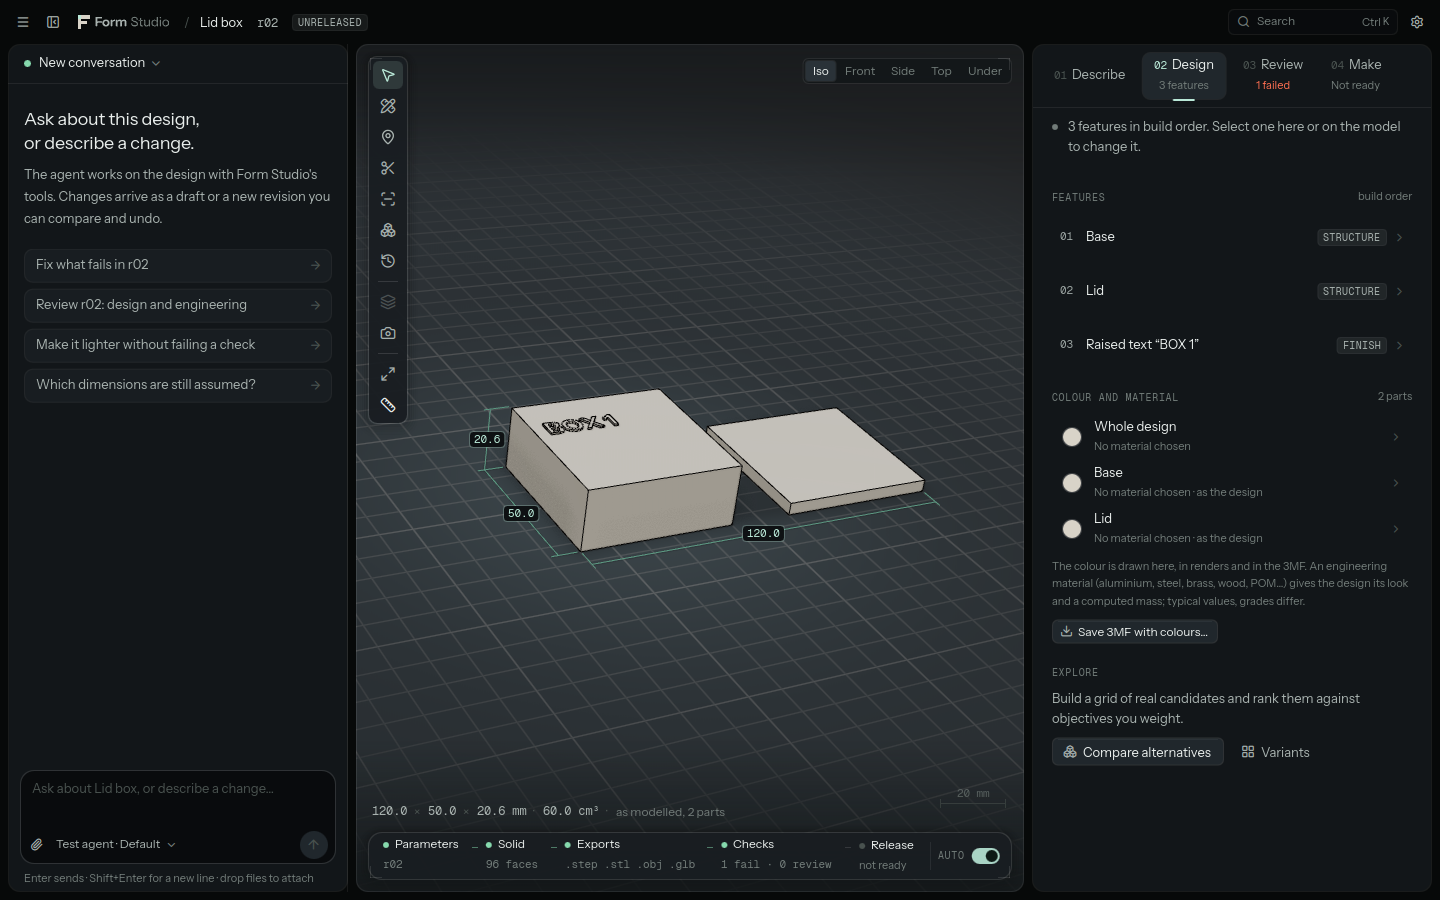 Form Studio / Lid box r02 UNRELEASED
Search Ctrl K
New conversation
Ask about this design,
or describe a change.
The agent works on the design with Form Studio's
tools. Changes arrive as a draft or a new revision you
can compare and undo.
Fix what fails in r02
Review r02: design and engineering
Make it lighter without failing a check
Which dimensions are still assumed?
Ask about Lid box, or describe a change...
Test agent · Default
Enter sends · Shift+Enter for a new line · drop files to attach
Iso Front Side Top Under
BOX 1
20.6
50.0
120.0
20 mm
120.0 × 50.0 × 20.6 mm · 60.0 cm³ · as modelled, 2 parts
Parameters Solid Exports Checks Release
r02 96 faces .step .stl .obj .glb 1 fail · 0 review not ready
AUTO
01 Describe
02 Design
3 features
03 Review
1 failed
04 Make
Not ready
3 features in build order. Select one here or on the model
to change it.
FEATURES build order
01 Base STRUCTURE
02 Lid STRUCTURE
03 Raised text “BOX 1” FINISH
COLOUR AND MATERIAL 2 parts
Whole design
No material chosen
Base
No material chosen · as the design
Lid
No material chosen · as the design
The colour is drawn here, in renders and in the 3MF. An engineering
material (aluminium, steel, brass, wood, POM…) gives the design its look
and a computed mass; typical values, grades differ.
Save 3MF with colours…
EXPLORE
Build a grid of real candidates and rank them against
objectives you weight.
Compare alternatives Variants